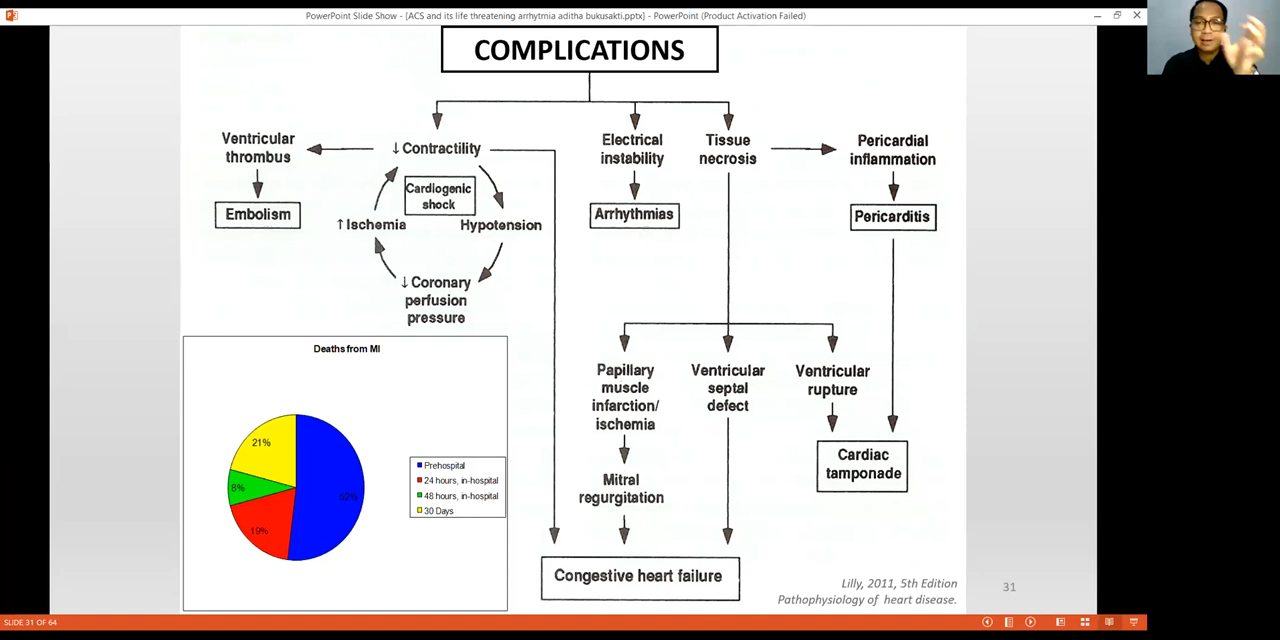 PowerPoint Slide Show - [ACS and its life threatening arrhytmia aditha bukusakti.pptx] - PowerPoint (Product Activation Failed)
COMPLICATIONS
Ventricular
thrombus
Embolism
↓ Contractility
Cardiogenic
shock
↑ Ischemia
Hypotension
↓ Coronary
perfusion
pressure
Electrical
instability
Arrhythmias
Tissue
necrosis
Pericardial
inflammation
Pericarditis
Papillary
muscle
infarction/
ischemia
Mitral
regurgitation
Ventricular
septal
defect
Ventricular
rupture
Cardiac
tamponade
Congestive heart failure
Deaths from MI
21%
8%
19%
52%
Prehospital
24 hours, in-hospital
48 hours, in-hospital
30 Days
Lilly, 2011, 5th Edition
Pathophysiology of heart disease.
31
SLIDE 31 OF 64